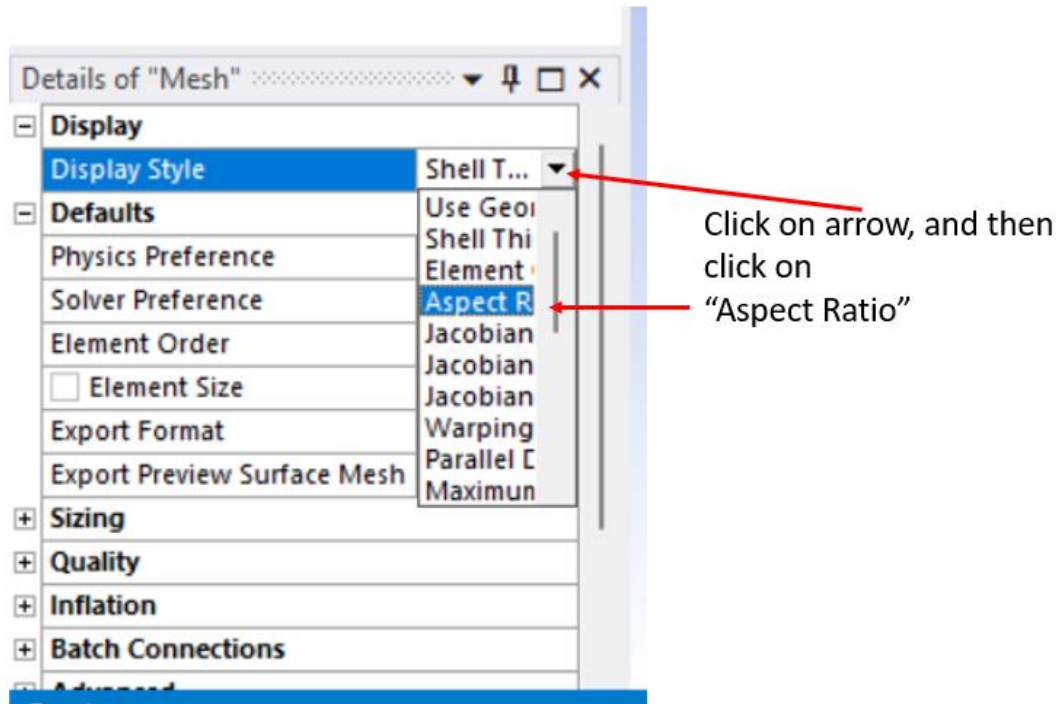 Details of "Mesh"
Display
Display Style Shell T...
Defaults
Use Geor
Shell Thi
Physics Preference
Element
Solver Preference
Aspect R
Element Order
Jacobian
Jacobian
Element Size
Jacobian
Export Format
Warping
Parallel D
Export Preview Surface Mesh
Maximun
Sizing
Quality
Inflation
Batch Connections
Advanced
Click on arrow, and then
click on
“Aspect Ratio”